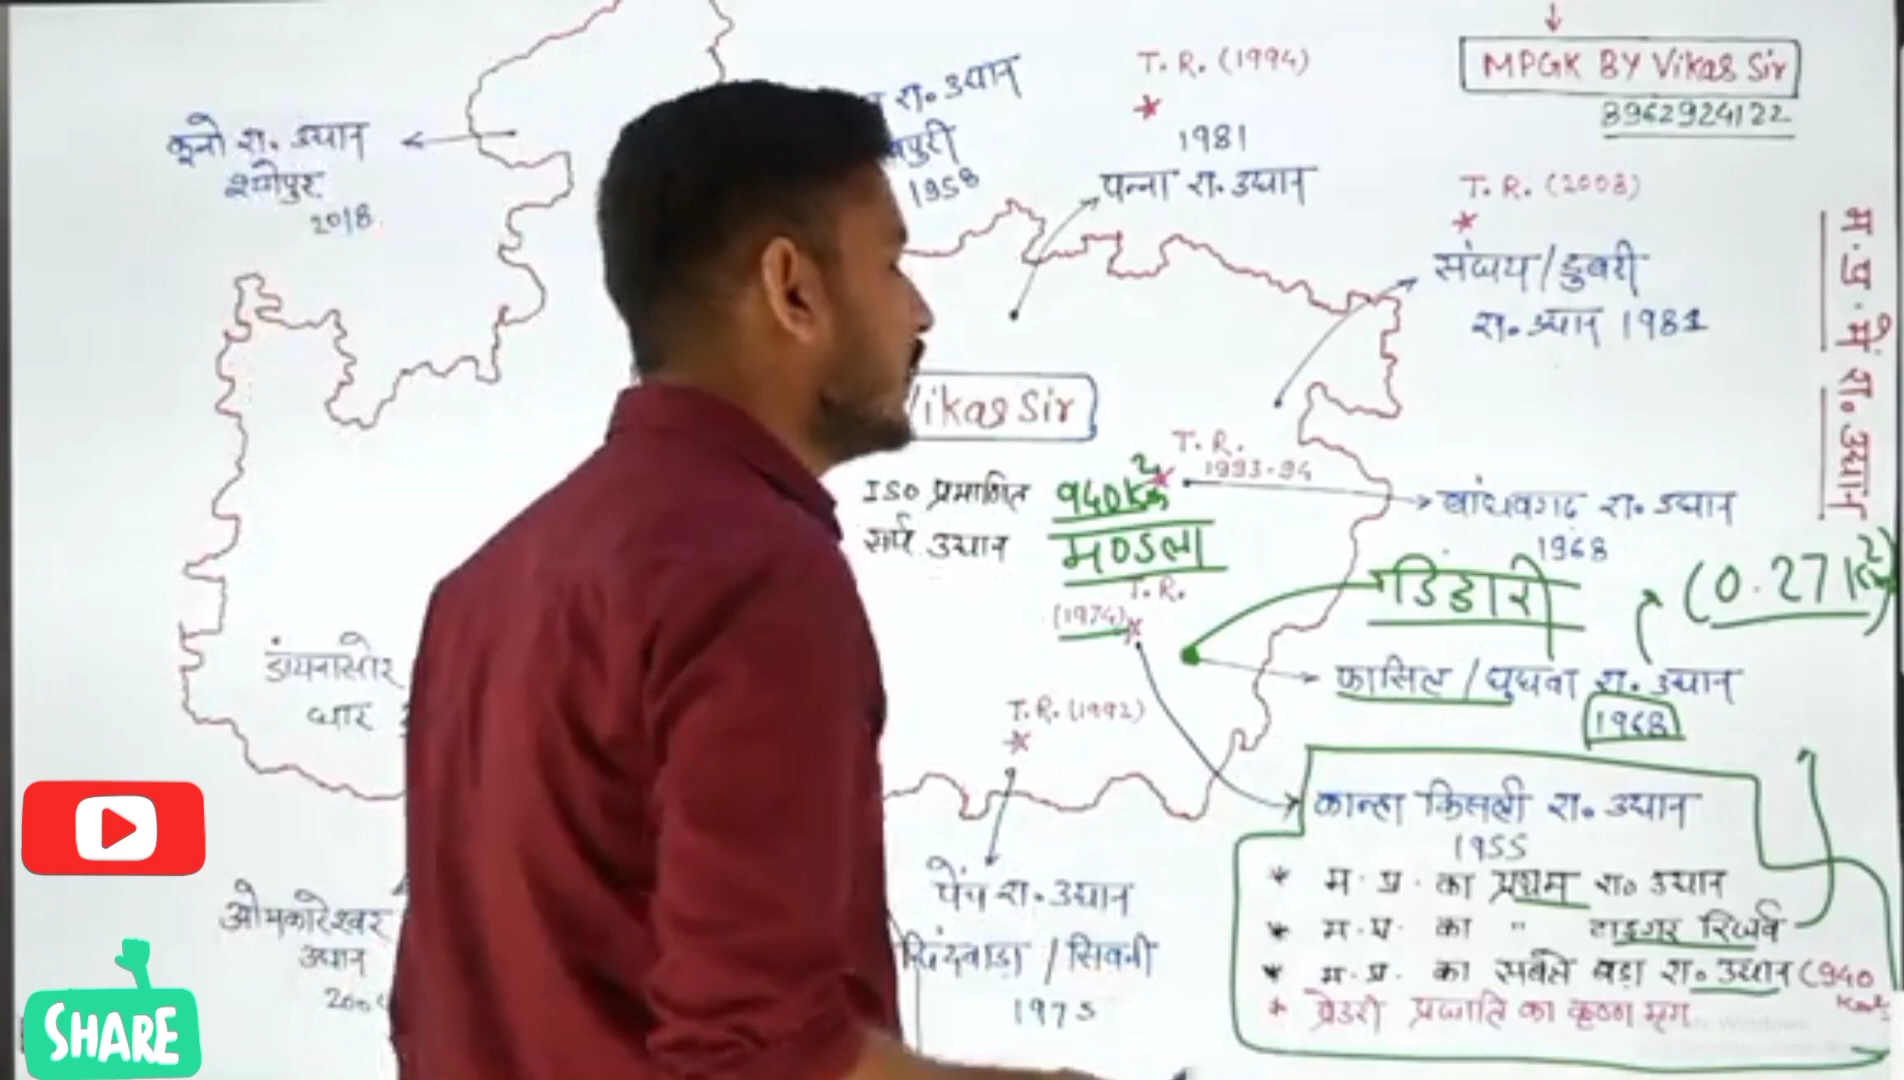 T. R. (1994)
MPGK BY Vikas Sir
8962924122
1981
पन्ना रा. उद्यान
रा. उद्यान
1958
कूनो रा. उद्यान
श्योपुर
2018
T. R. (2008)
संजय/डुबरी
रा. उद्यान 1981
म.प्र. में रा. उद्यान
Vikas Sir
T. R.
1993-94
ISO प्रमाणित
सर्प उद्यान
940 km²
मण्डला
बांधवगढ रा. उद्यान
1968
डिंडोरी
(0.27 km²)
T. R.
(1974)
फासिल / घुघवा रा. उद्यान
1968
डायनासोर
धार
T. R. (1992)
पेंच रा. उद्यान
छिंदवाडा / सिवनी
1975
ओमकारेश्वर
उद्यान
कान्हा किसली रा. उद्यान
1955
* म. प्र. का प्रथम रा० उद्यान
* म. प्र. का " टाइगर रिजर्व
* म. प्र. का सबसे बड़ा रा. उद्यान (940
* ब्रेडरी प्रजाति का कृष्ण मृग
SHARE